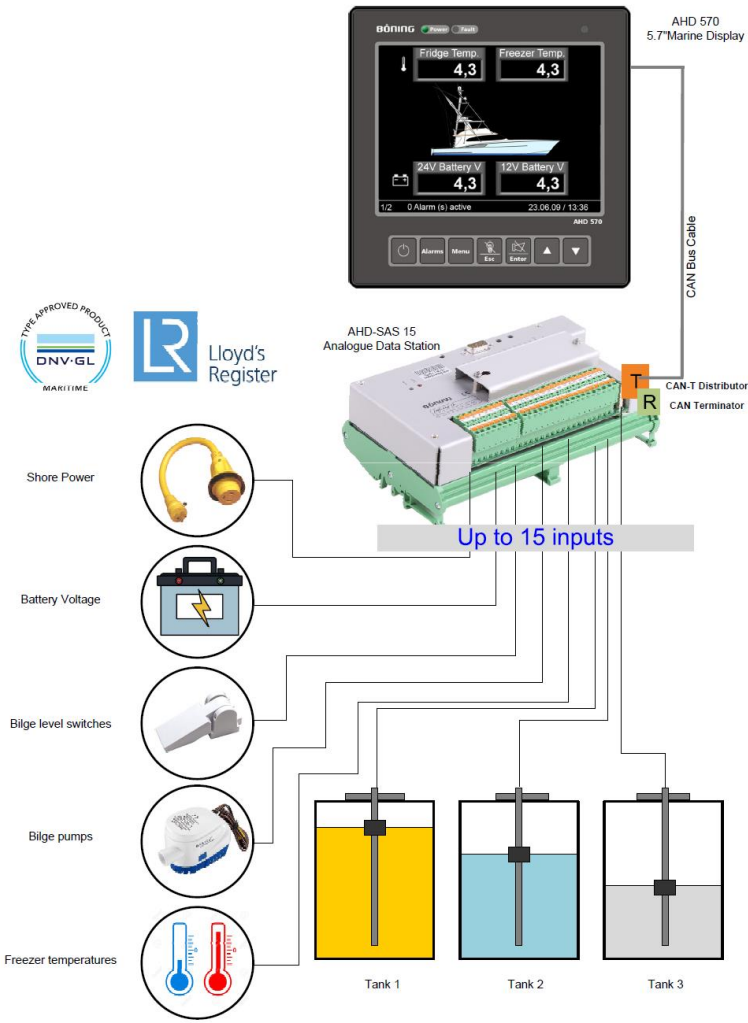 AHD 570
5.7"Marine Display
BÖNING Power Fault
Fridge Temp. Freezer Temp.
4,3 4,3
24V Battery V 12V Battery V
4,3 4,3
1/2 0 Alarm (s) active 23.06.09 / 13:36
AHD 570
Alarms Menu Esc Enter
CAN Bus Cable
TYPE APPROVED PRODUCT
DNV·GL
MARITIME
LR
Lloyd's
Register
AHD-SAS 15
Analogue Data Station
BÖNING
T
CAN-T Distributor
R
CAN Terminator
Shore Power
Up to 15 inputs
Battery Voltage
Bilge level switches
Bilge pumps
Freezer temperatures
Tank 1 Tank 2 Tank 3